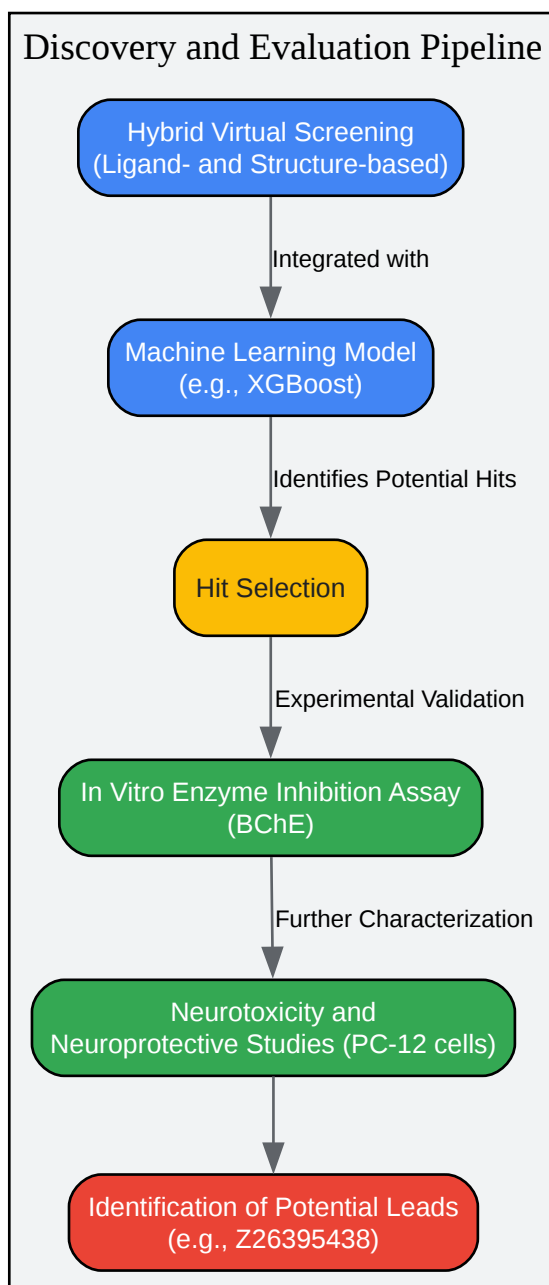 Discovery and Evaluation Pipeline
Hybrid Virtual Screening
(Ligand- and Structure-based)
Integrated with
Machine Learning Model
(e.g., XGBoost)
Identifies Potential Hits
Hit Selection
Experimental Validation
In Vitro Enzyme Inhibition Assay
(BChE)
Further Characterization
Neurotoxicity and
Neuroprotective Studies (PC-12 cells)
Identification of Potential Leads
(e.g., Z26395438)